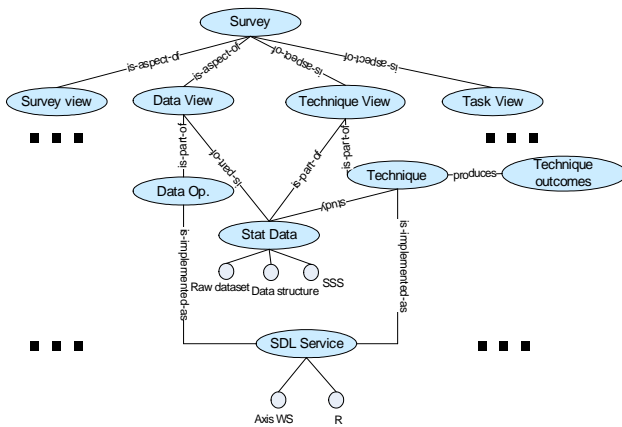 Survey
is-aspect-of
is-aspect-of
is-aspect-of
is-aspect-of
Survey view
Data View
Technique View
Task View
is-part-of
is-part-of
is-part-of
is-part-of
Data Op.
Technique
produces
Technique
outcomes
study
Stat Data
is-implemented-as
is-implemented-as
Raw dataset
Data structure
SSS
SDL Service
Axis WS
R